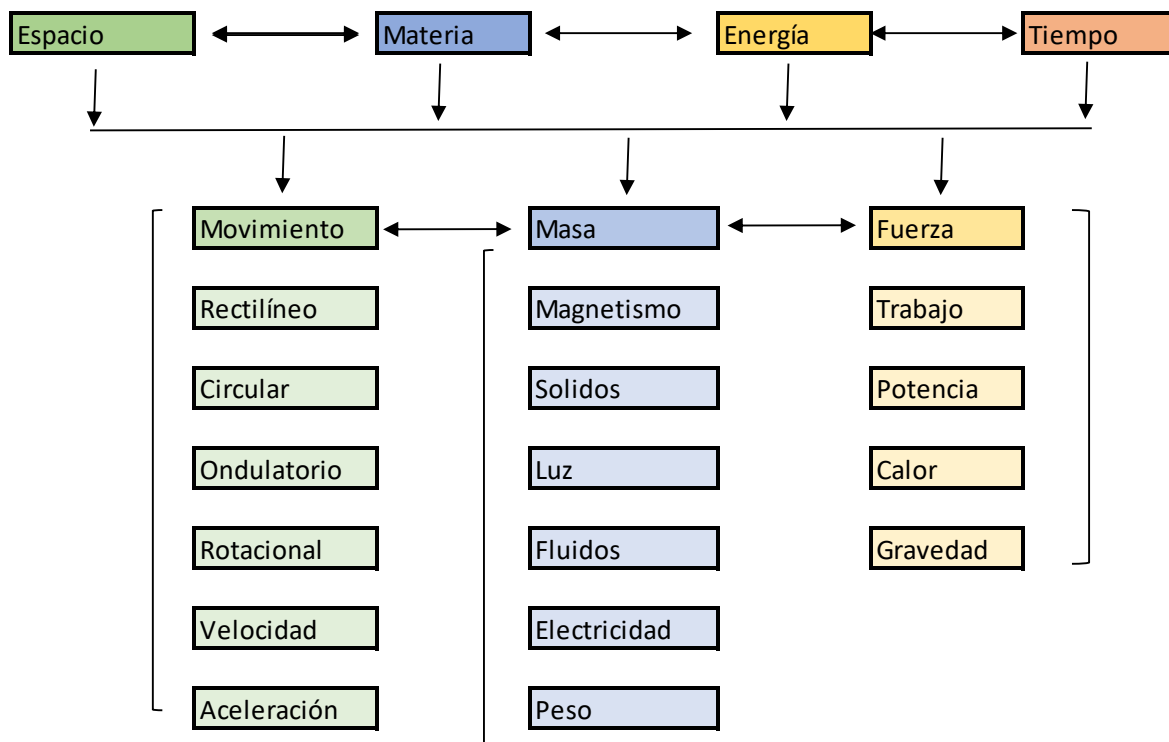 Espacio
Materia
Energía
Tiempo
Movimiento
Masa
Fuerza
Rectilíneo
Magnetismo
Trabajo
Circular
Solidos
Potencia
Ondulatorio
Luz
Calor
Rotacional
Fluidos
Gravedad
Velocidad
Electricidad
Aceleración
Peso